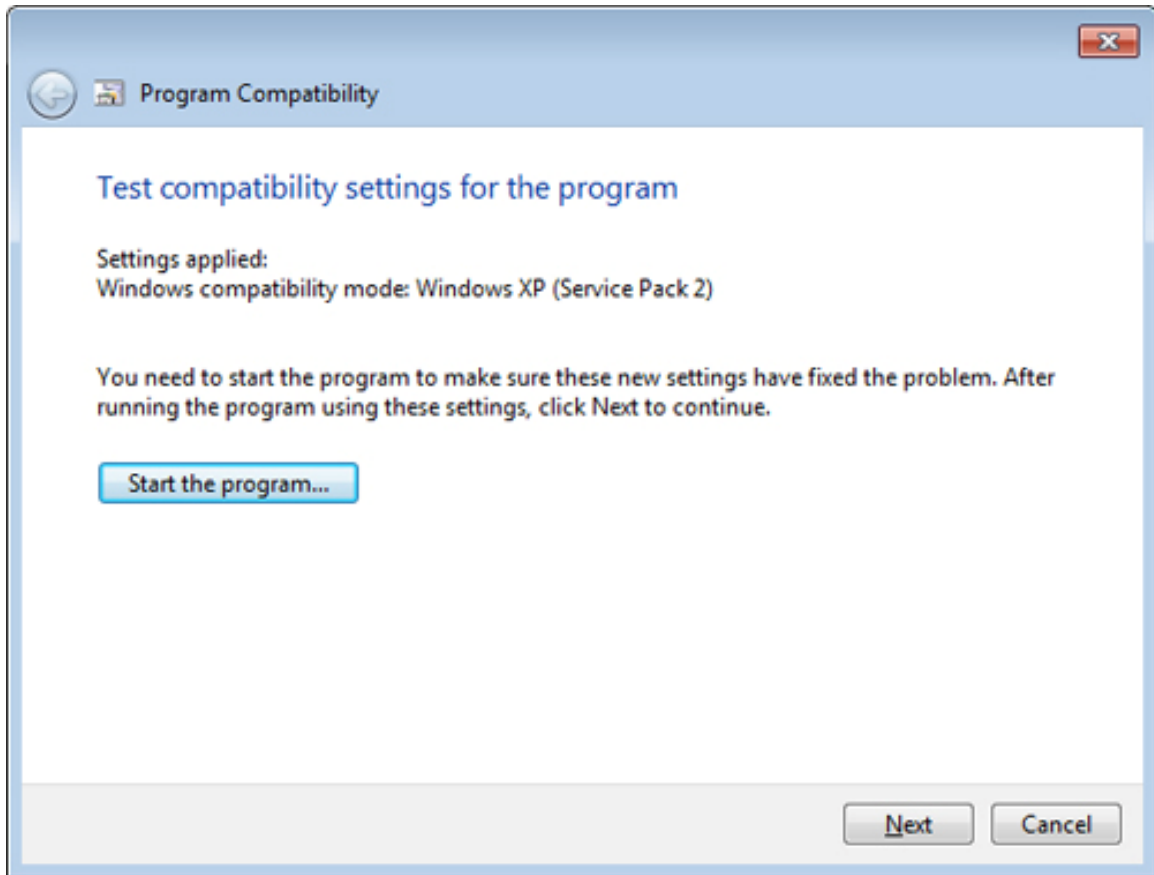 Program Compatibility
Test compatibility settings for the program
Settings applied:
Windows compatibility mode: Windows XP (Service Pack 2)
You need to start the program to make sure these new settings have fixed the problem. After
running the program using these settings, click Next to continue.
Start the program...
Next Cancel